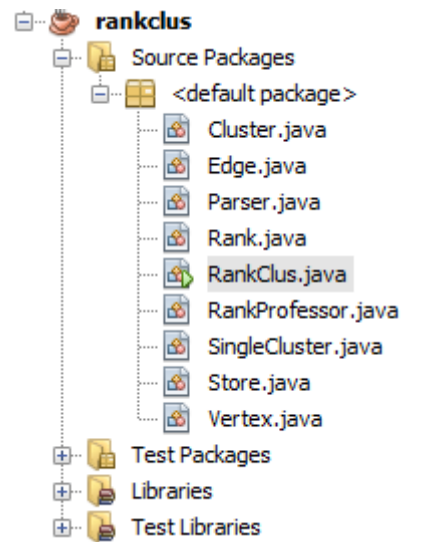 rankclus
Source Packages
<default package>
Cluster.java
Edge.java
Parser.java
Rank.java
RankClus.java
RankProfessor.java
SingleCluster.java
Store.java
Vertex.java
Test Packages
Libraries
Test Libraries